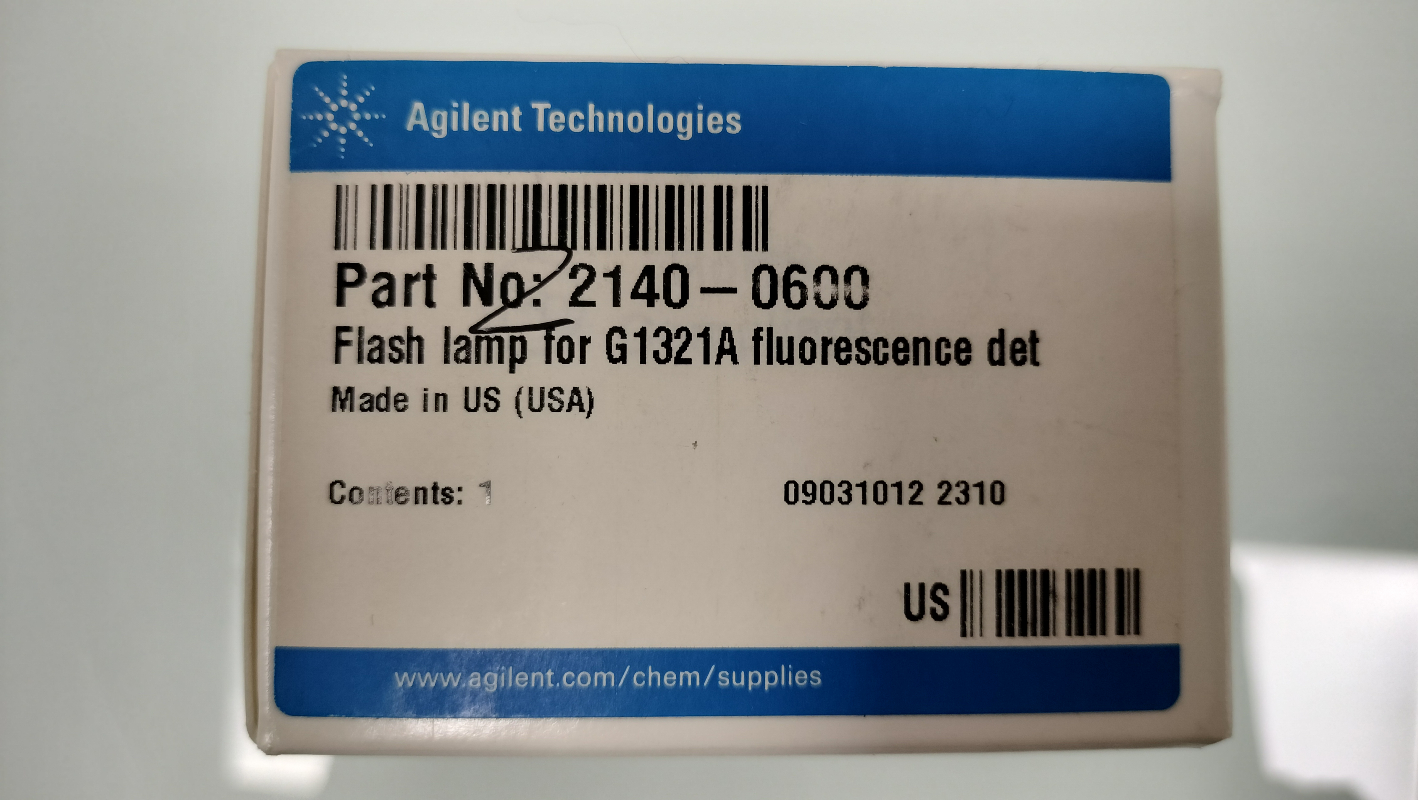 Agilent Technologies
2
Part No: 2140-0600
Flash lamp for G1321A fluorescence det
Made in US (USA)
Contents: 1
09031012 2310
US
www.agilent.com/chem/supplies